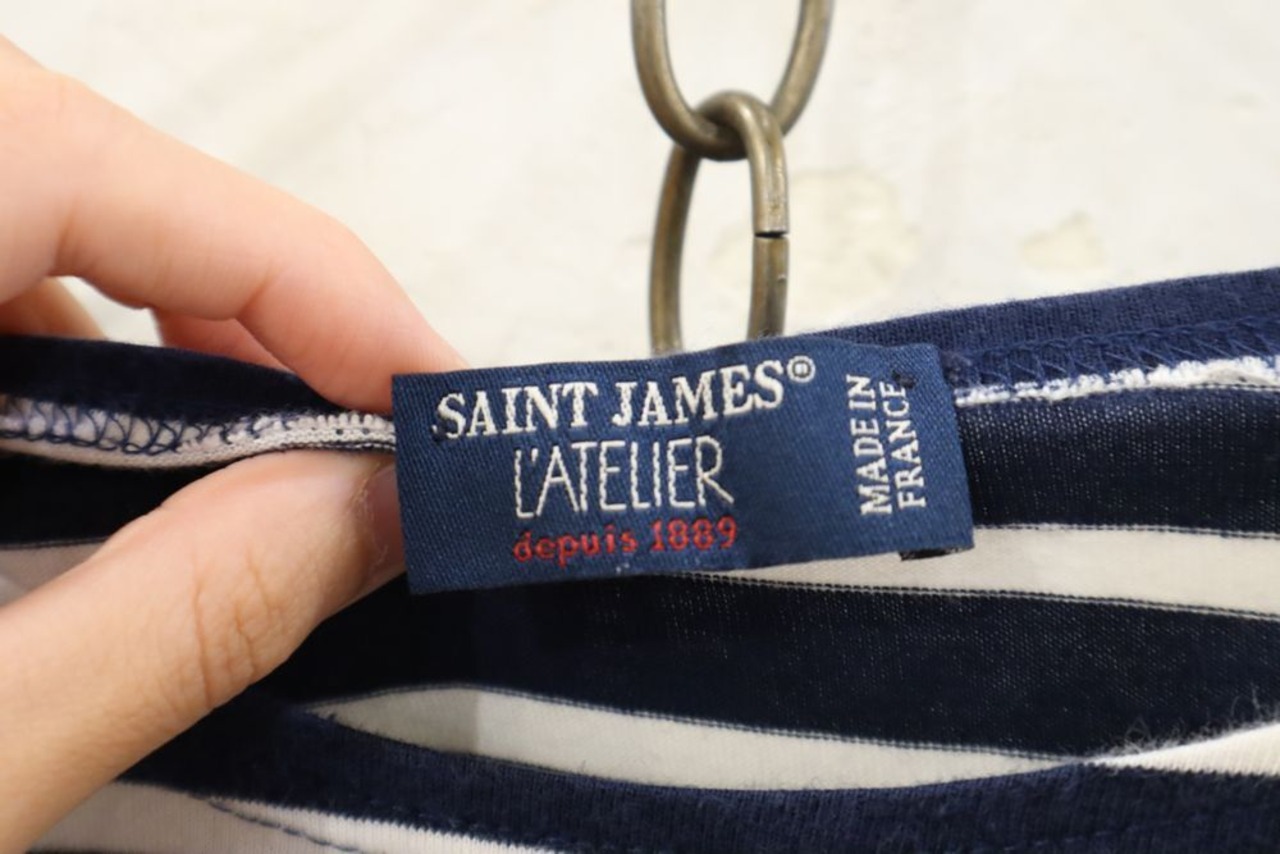 SAINT JAMES®
L'ATELIER
depuis 1889
MADE IN
FRANCE